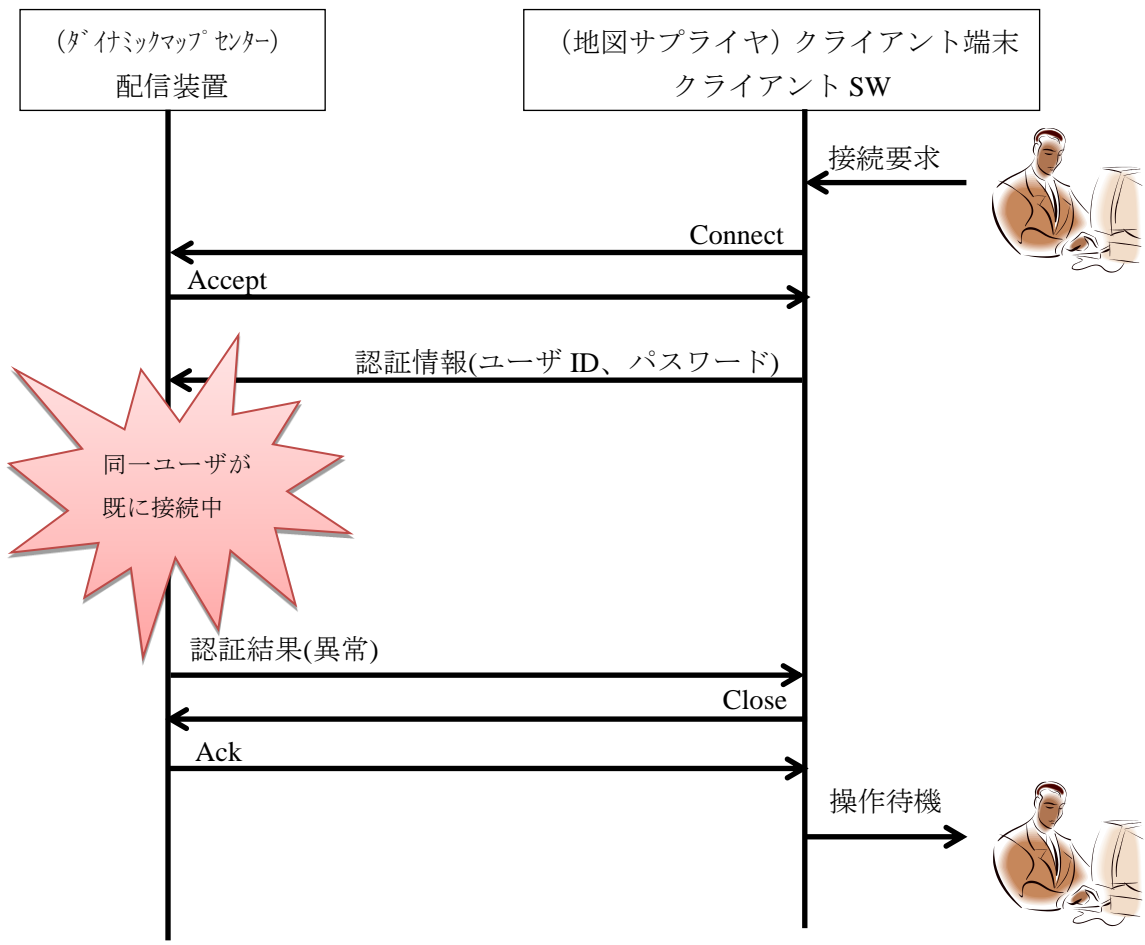 (ﾀﾞｲﾅﾐｯｸﾏｯﾌﾟｾﾝﾀｰ)
配信装置
（地図サプライヤ）クライアント端末
クライアント SW
接続要求
Connect
Accept
認証情報(ユーザ ID、パスワード)
同一ユーザが
既に接続中
認証結果(異常)
Close
Ack
操作待機